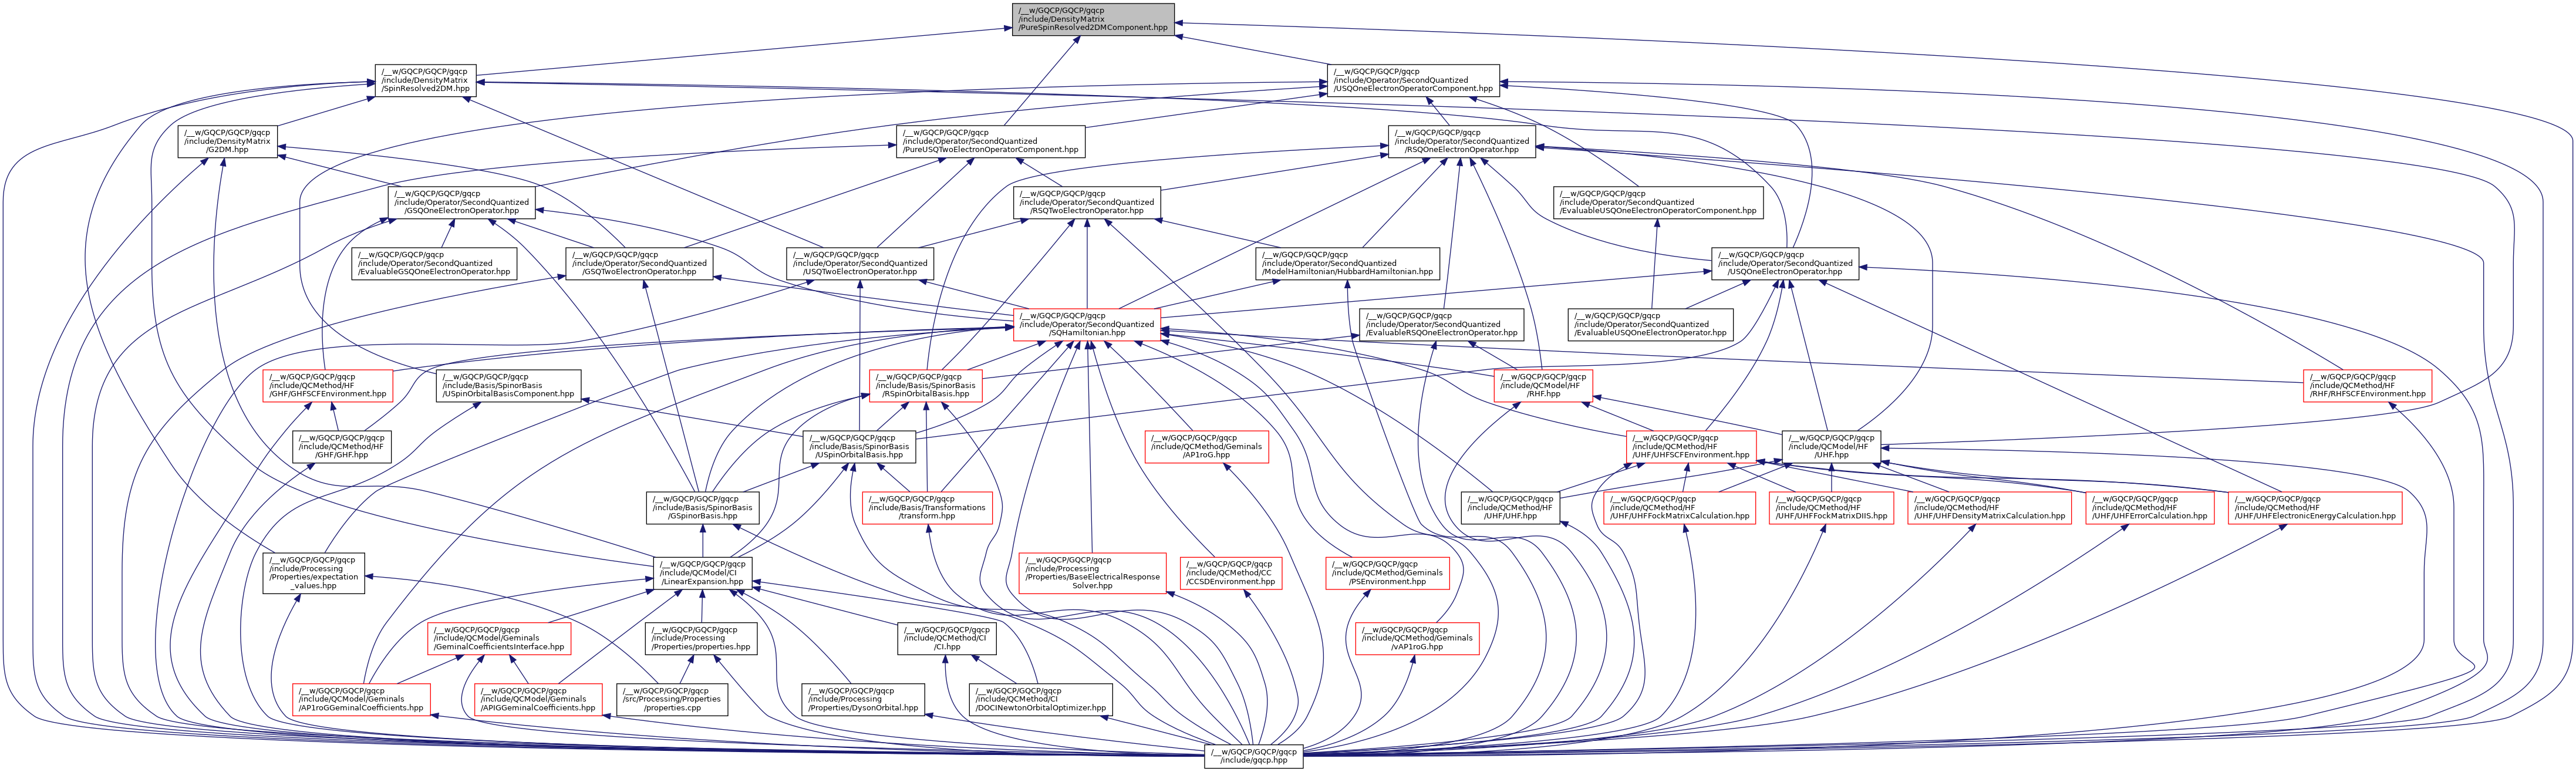 /__w/GQCP/GQCP/gqcp
/include/DensityMatrix
/PureSpinResolved2DMComponent.hpp
/__w/GQCP/GQCP/gqcp
/include/DensityMatrix
/SpinResolved2DM.hpp
/__w/GQCP/GQCP/gqcp
/include/Operator/SecondQuantized
/USQOneElectronOperatorComponent.hpp
/__w/GQCP/GQCP/gqcp
/include/DensityMatrix
/G2DM.hpp
/__w/GQCP/GQCP/gqcp
/include/Operator/SecondQuantized
/PureUSQTwoElectronOperatorComponent.hpp
/__w/GQCP/GQCP/gqcp
/include/Operator/SecondQuantized
/RSQOneElectronOperator.hpp
/__w/GQCP/GQCP/gqcp
/include/Operator/SecondQuantized
/GSQOneElectronOperator.hpp
/__w/GQCP/GQCP/gqcp
/include/Operator/SecondQuantized
/RSQTwoElectronOperator.hpp
/__w/GQCP/GQCP/gqcp
/include/Operator/SecondQuantized
/EvaluableUSQOneElectronOperatorComponent.hpp
/__w/GQCP/GQCP/gqcp
/include/Operator/SecondQuantized
/EvaluableGSQOneElectronOperator.hpp
/__w/GQCP/GQCP/gqcp
/include/Operator/SecondQuantized
/GSQTwoElectronOperator.hpp
/__w/GQCP/GQCP/gqcp
/include/Operator/SecondQuantized
/USQTwoElectronOperator.hpp
/__w/GQCP/GQCP/gqcp
/include/Operator/SecondQuantized
/ModelHamiltonian/HubbardHamiltonian.hpp
/__w/GQCP/GQCP/gqcp
/include/Operator/SecondQuantized
/USQOneElectronOperator.hpp
/__w/GQCP/GQCP/gqcp
/include/Operator/SecondQuantized
/SQHamiltonian.hpp
/__w/GQCP/GQCP/gqcp
/include/Operator/SecondQuantized
/EvaluableRSQOneElectronOperator.hpp
/__w/GQCP/GQCP/gqcp
/include/Operator/SecondQuantized
/EvaluableUSQOneElectronOperator.hpp
/__w/GQCP/GQCP/gqcp
/include/QCMethod/HF
/GHF/GHFSCFEnvironment.hpp
/__w/GQCP/GQCP/gqcp
/include/Basis/SpinorBasis
/USpinOrbitalBasisComponent.hpp
/__w/GQCP/GQCP/gqcp
/include/Basis/SpinorBasis
/RSpinOrbitalBasis.hpp
/__w/GQCP/GQCP/gqcp
/include/QCModel/HF
/RHF.hpp
/__w/GQCP/GQCP/gqcp
/include/QCMethod/HF
/RHF/RHFSCFEnvironment.hpp
/__w/GQCP/GQCP/gqcp
/include/QCMethod/HF
/GHF/GHF.hpp
/__w/GQCP/GQCP/gqcp
/include/Basis/SpinorBasis
/USpinOrbitalBasis.hpp
/__w/GQCP/GQCP/gqcp
/include/QCMethod/Geminals
/AP1roG.hpp
/__w/GQCP/GQCP/gqcp
/include/QCMethod/HF
/UHF/UHFSCFEnvironment.hpp
/__w/GQCP/GQCP/gqcp
/include/QCModel/HF
/UHF.hpp
/__w/GQCP/GQCP/gqcp
/include/Basis/SpinorBasis
/GSpinorBasis.hpp
/__w/GQCP/GQCP/gqcp
/include/Basis/Transformations
/transform.hpp
/__w/GQCP/GQCP/gqcp
/include/QCMethod/HF
/UHF/UHF.hpp
/__w/GQCP/GQCP/gqcp
/include/QCMethod/HF
/UHF/UHFFockMatrixCalculation.hpp
/__w/GQCP/GQCP/gqcp
/include/QCMethod/HF
/UHF/UHFFockMatrixDIIS.hpp
/__w/GQCP/GQCP/gqcp
/include/QCMethod/HF
/UHF/UHFDensityMatrixCalculation.hpp
/__w/GQCP/GQCP/gqcp
/include/QCMethod/HF
/UHF/UHFErrorCalculation.hpp
/__w/GQCP/GQCP/gqcp
/include/QCMethod/HF
/UHF/UHFElectronicEnergyCalculation.hpp
/__w/GQCP/GQCP/gqcp
/include/Processing
/Properties/expectation
_values.hpp
/__w/GQCP/GQCP/gqcp
/include/QCModel/CI
/LinearExpansion.hpp
/__w/GQCP/GQCP/gqcp
/include/Processing
/Properties/BaseElectricalResponse
Solver.hpp
/__w/GQCP/GQCP/gqcp
/include/QCMethod/CC
/CCSDEnvironment.hpp
/__w/GQCP/GQCP/gqcp
/include/QCMethod/Geminals
/PSEnvironment.hpp
/__w/GQCP/GQCP/gqcp
/include/QCModel/Geminals
/GeminalCoefficientsInterface.hpp
/__w/GQCP/GQCP/gqcp
/include/Processing
/Properties/properties.hpp
/__w/GQCP/GQCP/gqcp
/include/QCMethod/CI
/CI.hpp
/__w/GQCP/GQCP/gqcp
/include/QCMethod/Geminals
/vAP1roG.hpp
/__w/GQCP/GQCP/gqcp
/include/QCModel/Geminals
/AP1roGGeminalCoefficients.hpp
/__w/GQCP/GQCP/gqcp
/include/QCModel/Geminals
/APIGGeminalCoefficients.hpp
/__w/GQCP/GQCP/gqcp
/src/Processing/Properties
/properties.cpp
/__w/GQCP/GQCP/gqcp
/include/Processing
/Properties/DysonOrbital.hpp
/__w/GQCP/GQCP/gqcp
/include/QCMethod/CI
/DOCINewtonOrbitalOptimizer.hpp
/__w/GQCP/GQCP/gqcp
/include/gqcp.hpp